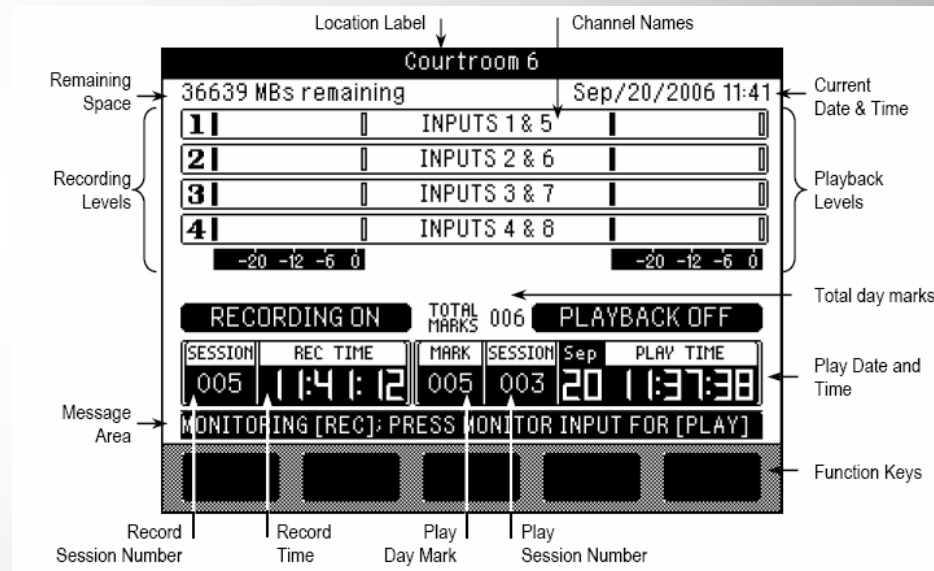 Location Label
Channel Names
Courtroom 6
Remaining
Space
36639 MBs remaining
Sep/20/2006 11:41
Current
Date & Time
Recording
Levels
1 INPUTS 1 & 5
2 INPUTS 2 & 6
3 INPUTS 3 & 7
4 INPUTS 4 & 8
Playback
Levels
-20 -12 -6 0
-20 -12 -6 0
Total day marks
RECORDING ON
TOTAL
MARKS
006
PLAYBACK OFF
SESSION
REC TIME
MARK
SESSION
Sep
PLAY TIME
005
11:41:12
005
003
20
11:37:38
Play Date and
Time
Message
Area
MONITORING [REC]; PRESS MONITOR INPUT FOR [PLAY]
Function Keys
Record
Session Number
Record
Time
Play
Day Mark
Play
Session Number